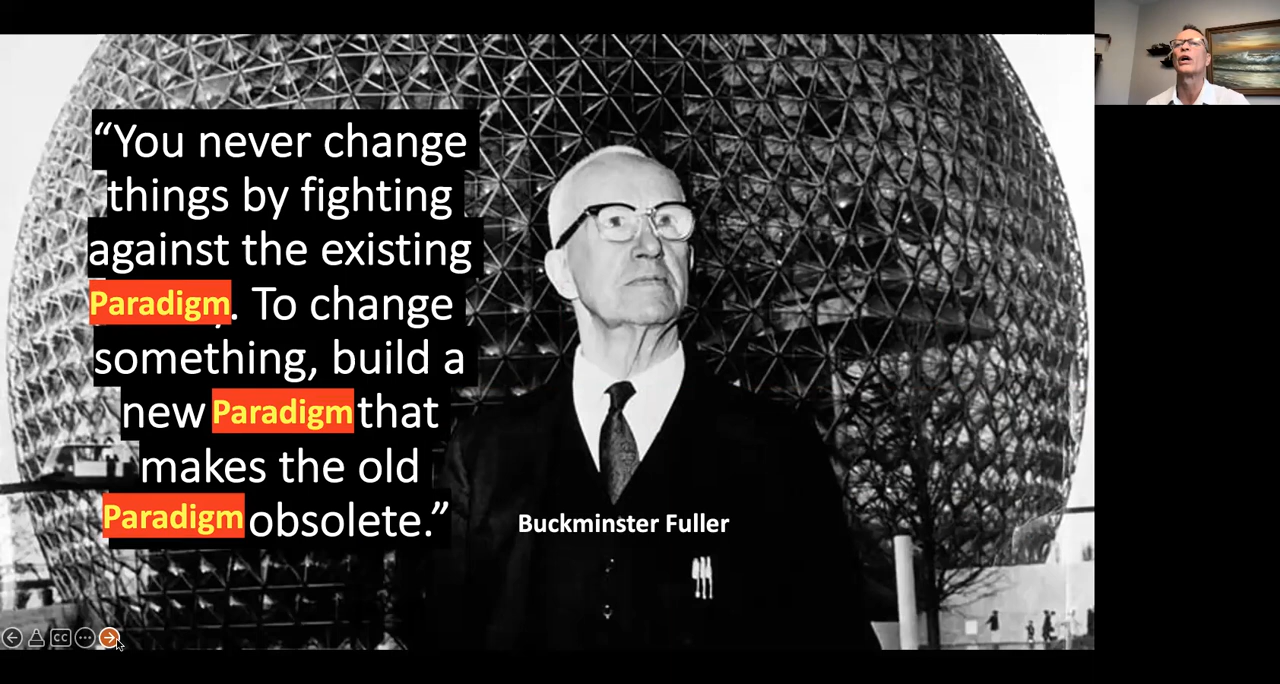 “You never change
things by fighting
against the existing
Paradigm. To change
something, build a
new Paradigm that
makes the old
Paradigm obsolete.”
Buckminster Fuller
CC